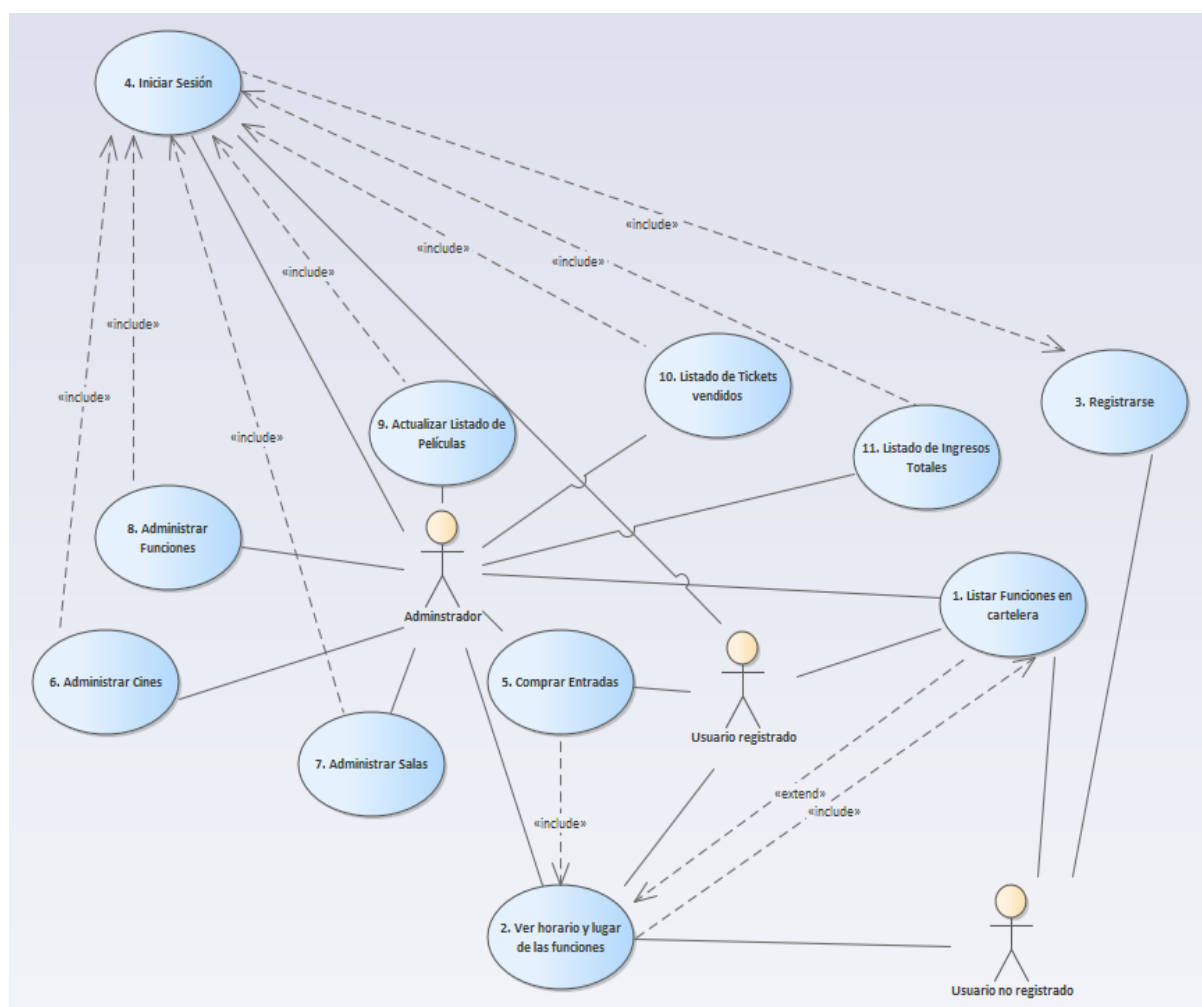 4. Iniciar Sesión
«include»
«include»
«include»
«include»
«include»
«include»
«include»
10. Listado de Tickets
vendidos
3. Registrarse
9. Actualizar Listado de
Películas
11. Listado de Ingresos
Totales
8. Administrar
Funciones
1. Listar Funciones en
cartelera
Adminstrador
6. Administrar Cines
5. Comprar Entradas
Usuario registrado
7. Administrar Salas
«extend»
«include»
«include»
2. Ver horario y lugar
de las funciones
Usuario no registrado